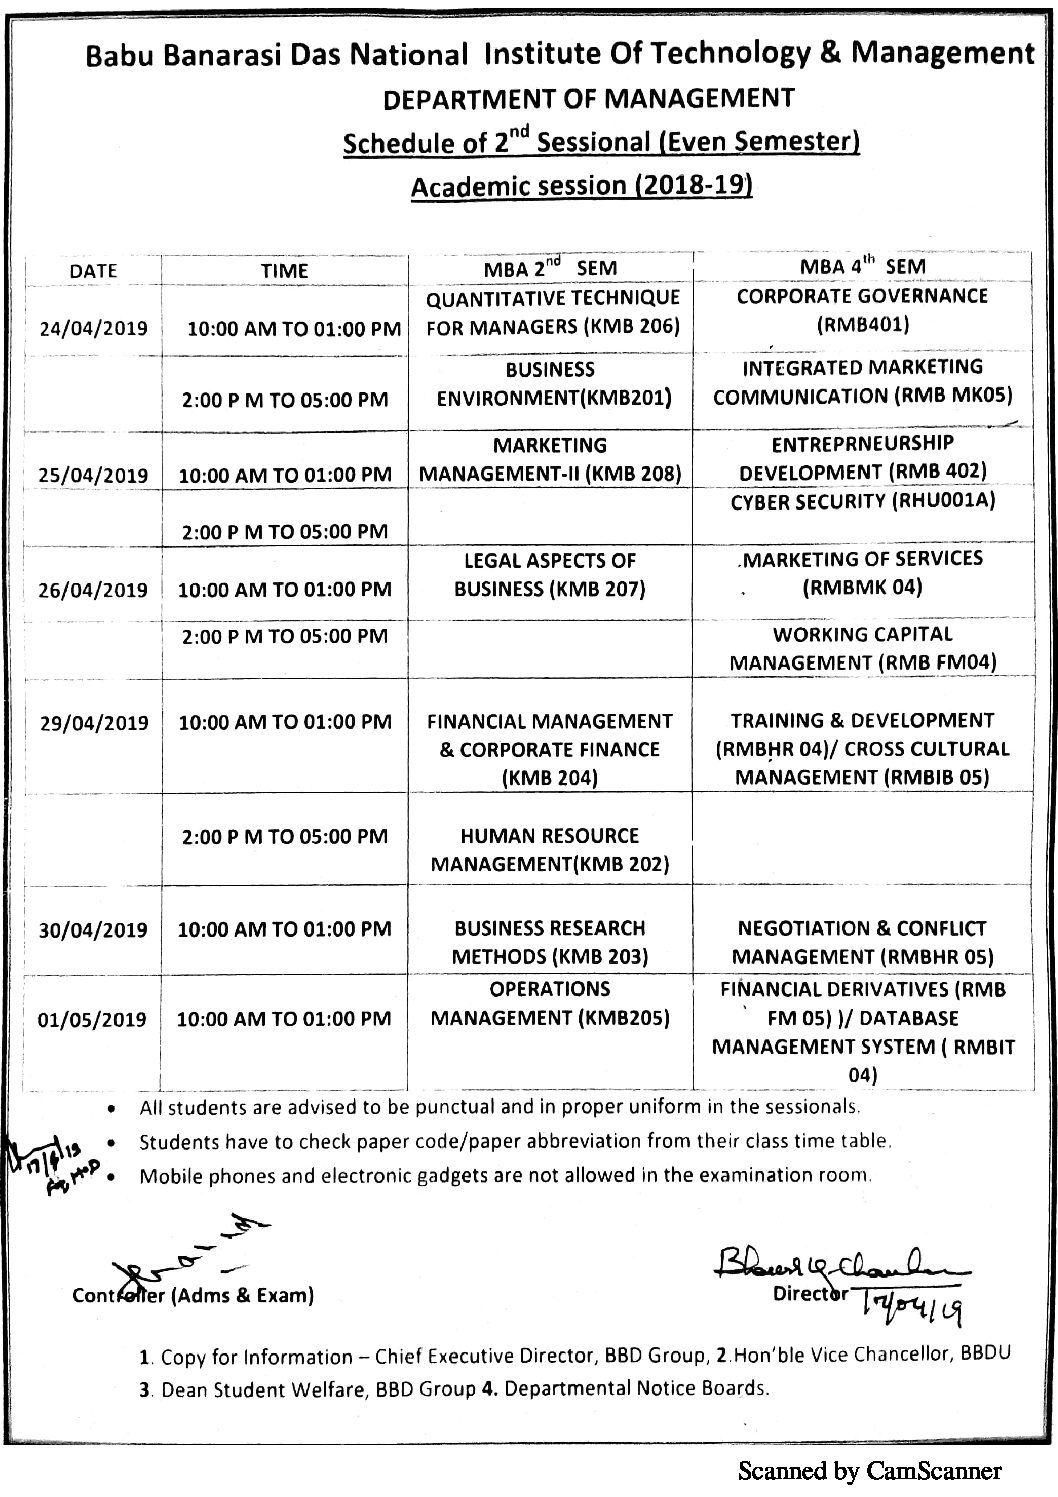 Babu Banarasi Das National Institute Of Technology & Management
DEPARTMENT OF MANAGEMENT
Schedule of 2nd Sessional (Even Semester)
Academic session (2018-19)
DATE TIME MBA 2nd SEM MBA 4th SEM
24/04/2019 10:00 AM TO 01:00 PM QUANTITATIVE TECHNIQUE FOR MANAGERS (KMB 206) CORPORATE GOVERNANCE (RMB401)
2:00 P M TO 05:00 PM BUSINESS ENVIRONMENT(KMB201) INTEGRATED MARKETING COMMUNICATION (RMB MK05)
25/04/2019 10:00 AM TO 01:00 PM MARKETING MANAGEMENT-II (KMB 208) ENTREPRNEURSHIP DEVELOPMENT (RMB 402)
2:00 P M TO 05:00 PM CYBER SECURITY (RHU001A)
26/04/2019 10:00 AM TO 01:00 PM LEGAL ASPECTS OF BUSINESS (KMB 207) .MARKETING OF SERVICES (RMBMK 04)
2:00 P M TO 05:00 PM WORKING CAPITAL MANAGEMENT (RMB FM04)
29/04/2019 10:00 AM TO 01:00 PM FINANCIAL MANAGEMENT & CORPORATE FINANCE (KMB 204) TRAINING & DEVELOPMENT (RMBHR 04)/ CROSS CULTURAL MANAGEMENT (RMBIB 05)
2:00 P M TO 05:00 PM HUMAN RESOURCE MANAGEMENT(KMB 202)
30/04/2019 10:00 AM TO 01:00 PM BUSINESS RESEARCH METHODS (KMB 203) NEGOTIATION & CONFLICT MANAGEMENT (RMBHR 05)
01/05/2019 10:00 AM TO 01:00 PM OPERATIONS MANAGEMENT (KMB205) FINANCIAL DERIVATIVES (RMB FM 05) )/ DATABASE MANAGEMENT SYSTEM ( RMBIT 04)
• All students are advised to be punctual and in proper uniform in the sessionals.
• Students have to check paper code/paper abbreviation from their class time table.
• Mobile phones and electronic gadgets are not allowed in the examination room.
Controller (Adms & Exam)
Director 17/04/19
1. Copy for Information – Chief Executive Director, BBD Group, 2.Hon'ble Vice Chancellor, BBDU
3. Dean Student Welfare, BBD Group 4. Departmental Notice Boards.
Scanned by CamScanner